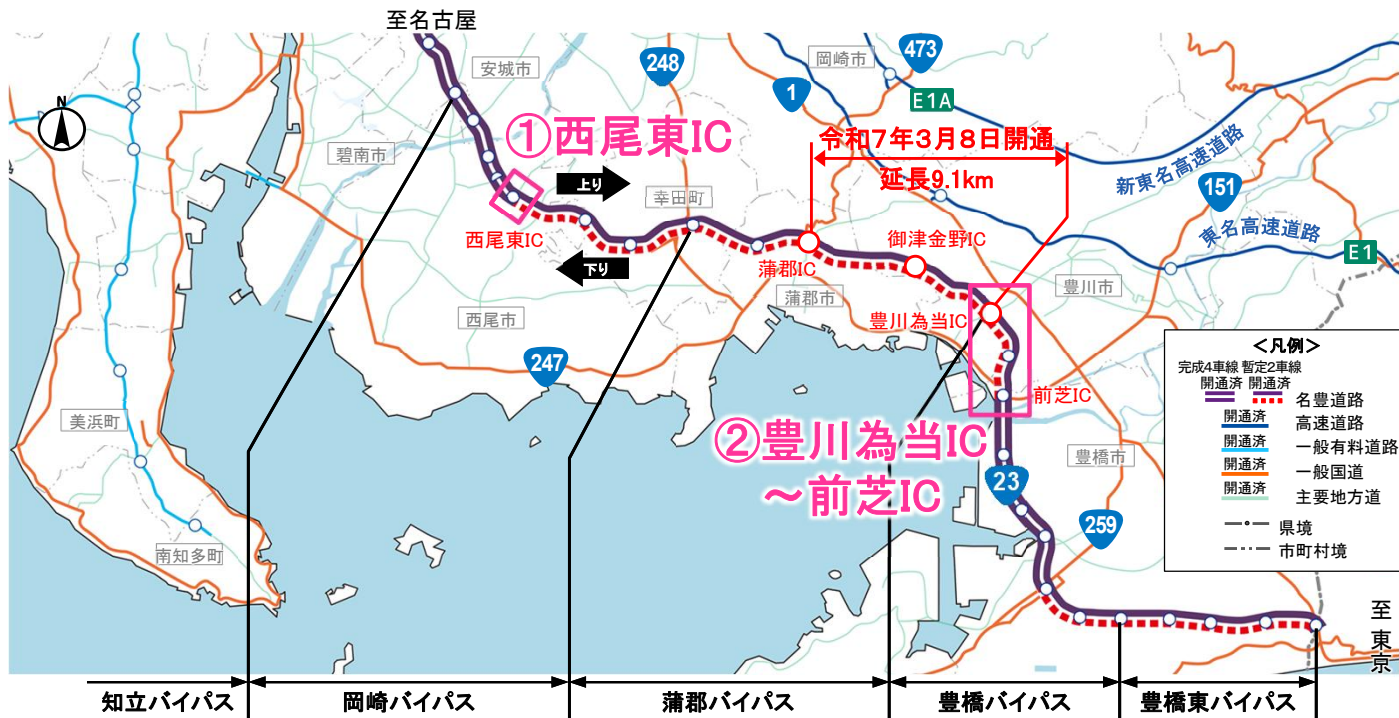 至名古屋
N
安城市
248
岡崎市
473
1
E1A
①西尾東IC
令和7年3月8日開通
延長9.1km
碧南市
上り
幸田町
新東名高速道路
151
西尾東IC
下り
御津金野IC
東名高速道路
E1
蒲郡IC
蒲郡市
豊川市
西尾市
豊川為当IC
247
美浜町
前芝IC
②豊川為当IC
～前芝IC
豊橋市
23
259
南知多町
＜凡例＞
完成4車線 暫定2車線
開通済 開通済
名豊道路
開通済
高速道路
開通済
一般有料道路
開通済
一般国道
開通済
主要地方道
県境
市町村境
至東京
知立バイパス
岡崎バイパス
蒲郡バイパス
豊橋バイパス
豊橋東バイパス